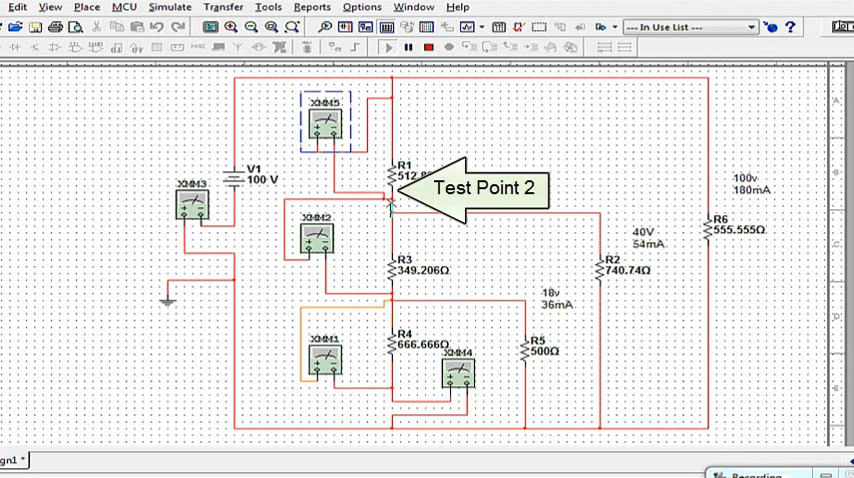 Edit View Place MCU Simulate Transfer Tools Reports Options Window Help
--- In Use List ---
XMM5
R1
Test Point 2
V1
100 V
XMM3
100v
180mA
XMM2
R6
555.555Ω
40V
54mA
R3
349.206Ω
R2
740.74Ω
18v
36mA
XMM1
R4
666.666Ω
XMM4
R5
500Ω
A
C
E
gn1 *
Recording